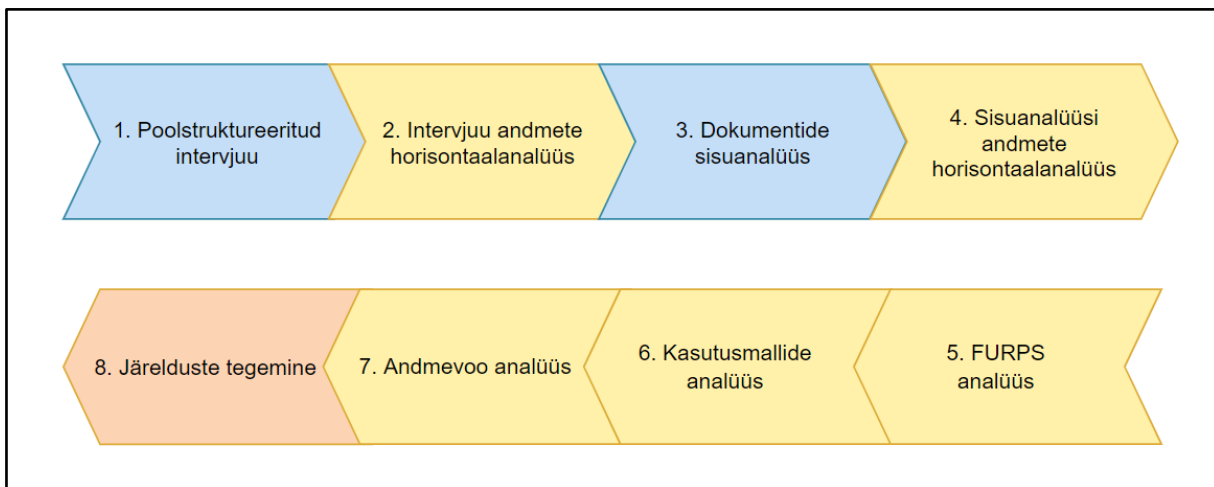 1. Poolstruktureeritud
intervjuu
2. Intervjuu andmete
horisontaalanalüüs
3. Dokumentide
sisuanalüüs
4. Sisuanalüüsi
andmete
horisontaalanalüüs
8. Järelduste tegemine
7. Andmevoo analüüs
6. Kasutusmallide
analüüs
5. FURPS
analüüs